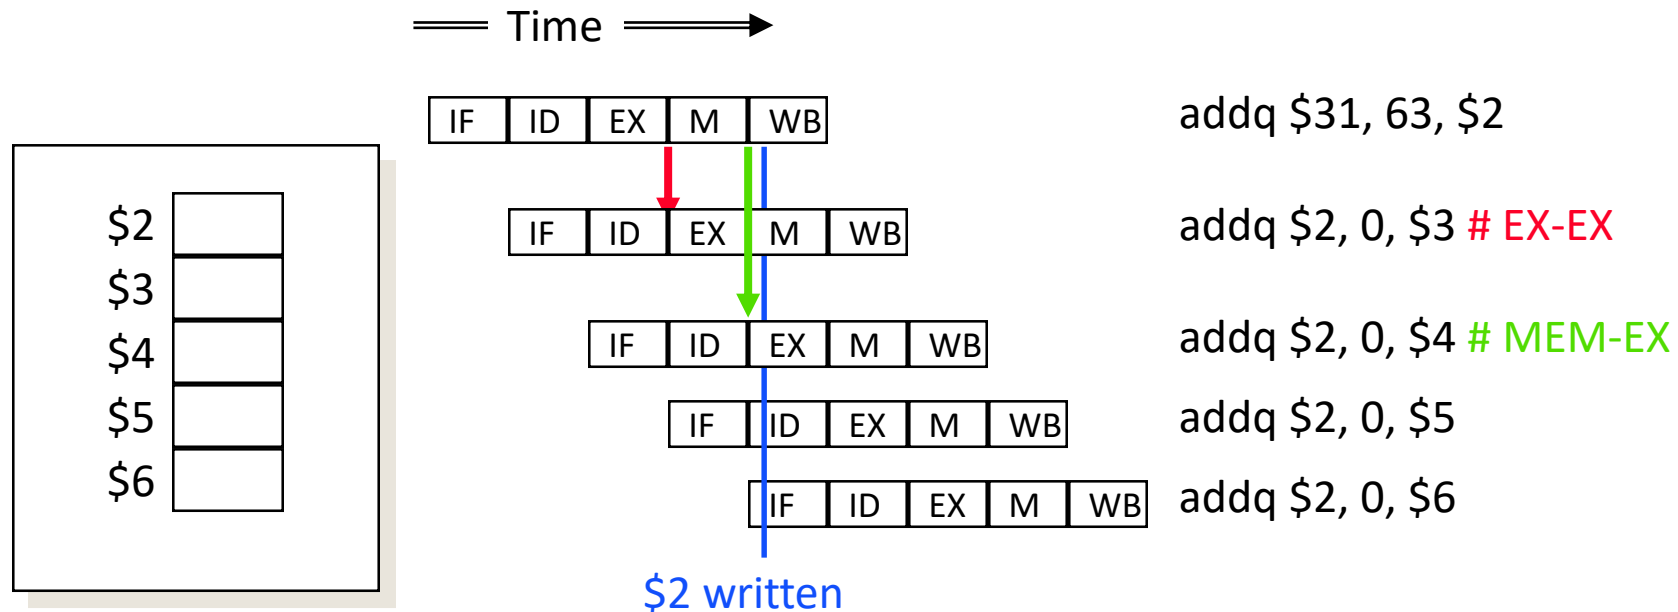 Time
IF ID EX M WB addq $31, 63, $2
$2 IF ID EX M WB addq $2, 0, $3 # EX-EX
$3
$4 IF ID EX M WB addq $2, 0, $4 # MEM-EX
$5 IF ID EX M WB addq $2, 0, $5
$6 IF ID EX M WB addq $2, 0, $6
$2 written